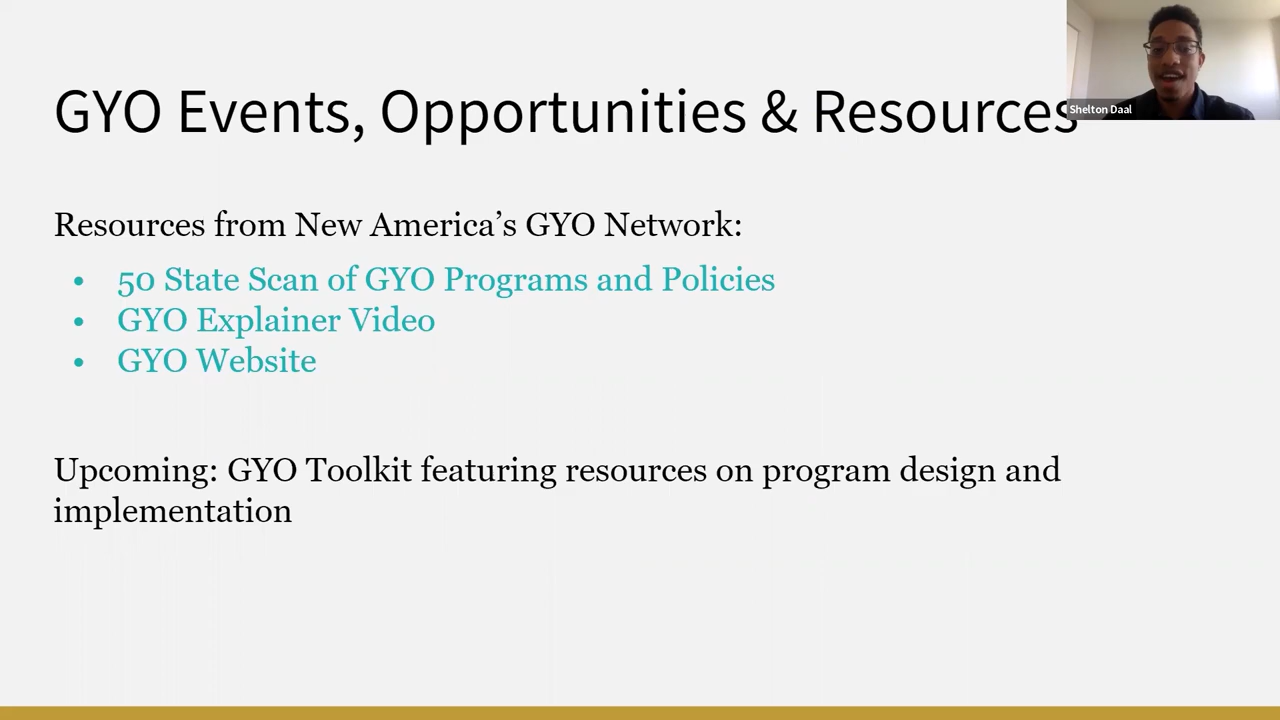 GYO Events, Opportunities & Resources
Shelton Daal
Resources from New America’s GYO Network:
• 50 State Scan of GYO Programs and Policies
• GYO Explainer Video
• GYO Website
Upcoming: GYO Toolkit featuring resources on program design and
implementation